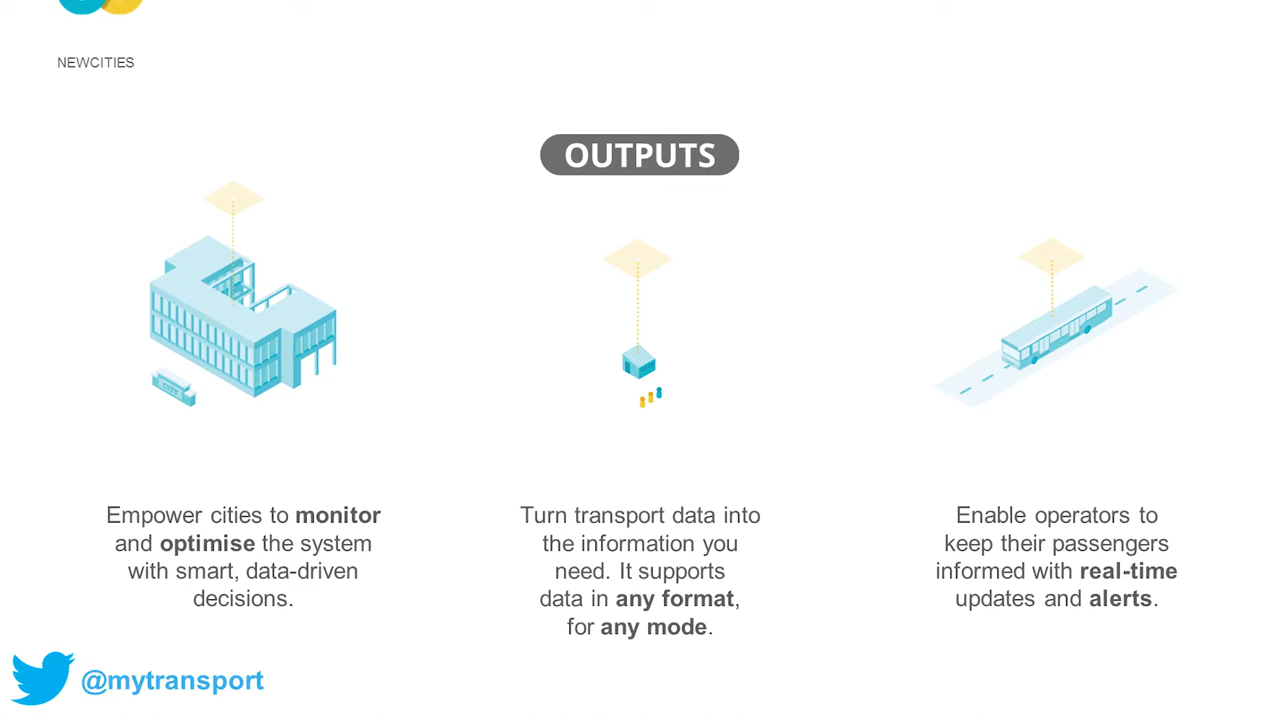 NEWCITIES
OUTPUTS
CITY
Empower cities to monitor
and optimise the system
with smart, data-driven
decisions.
Turn transport data into
the information you
need. It supports
data in any format,
for any mode.
Enable operators to
keep their passengers
informed with real-time
updates and alerts.
@mytransport